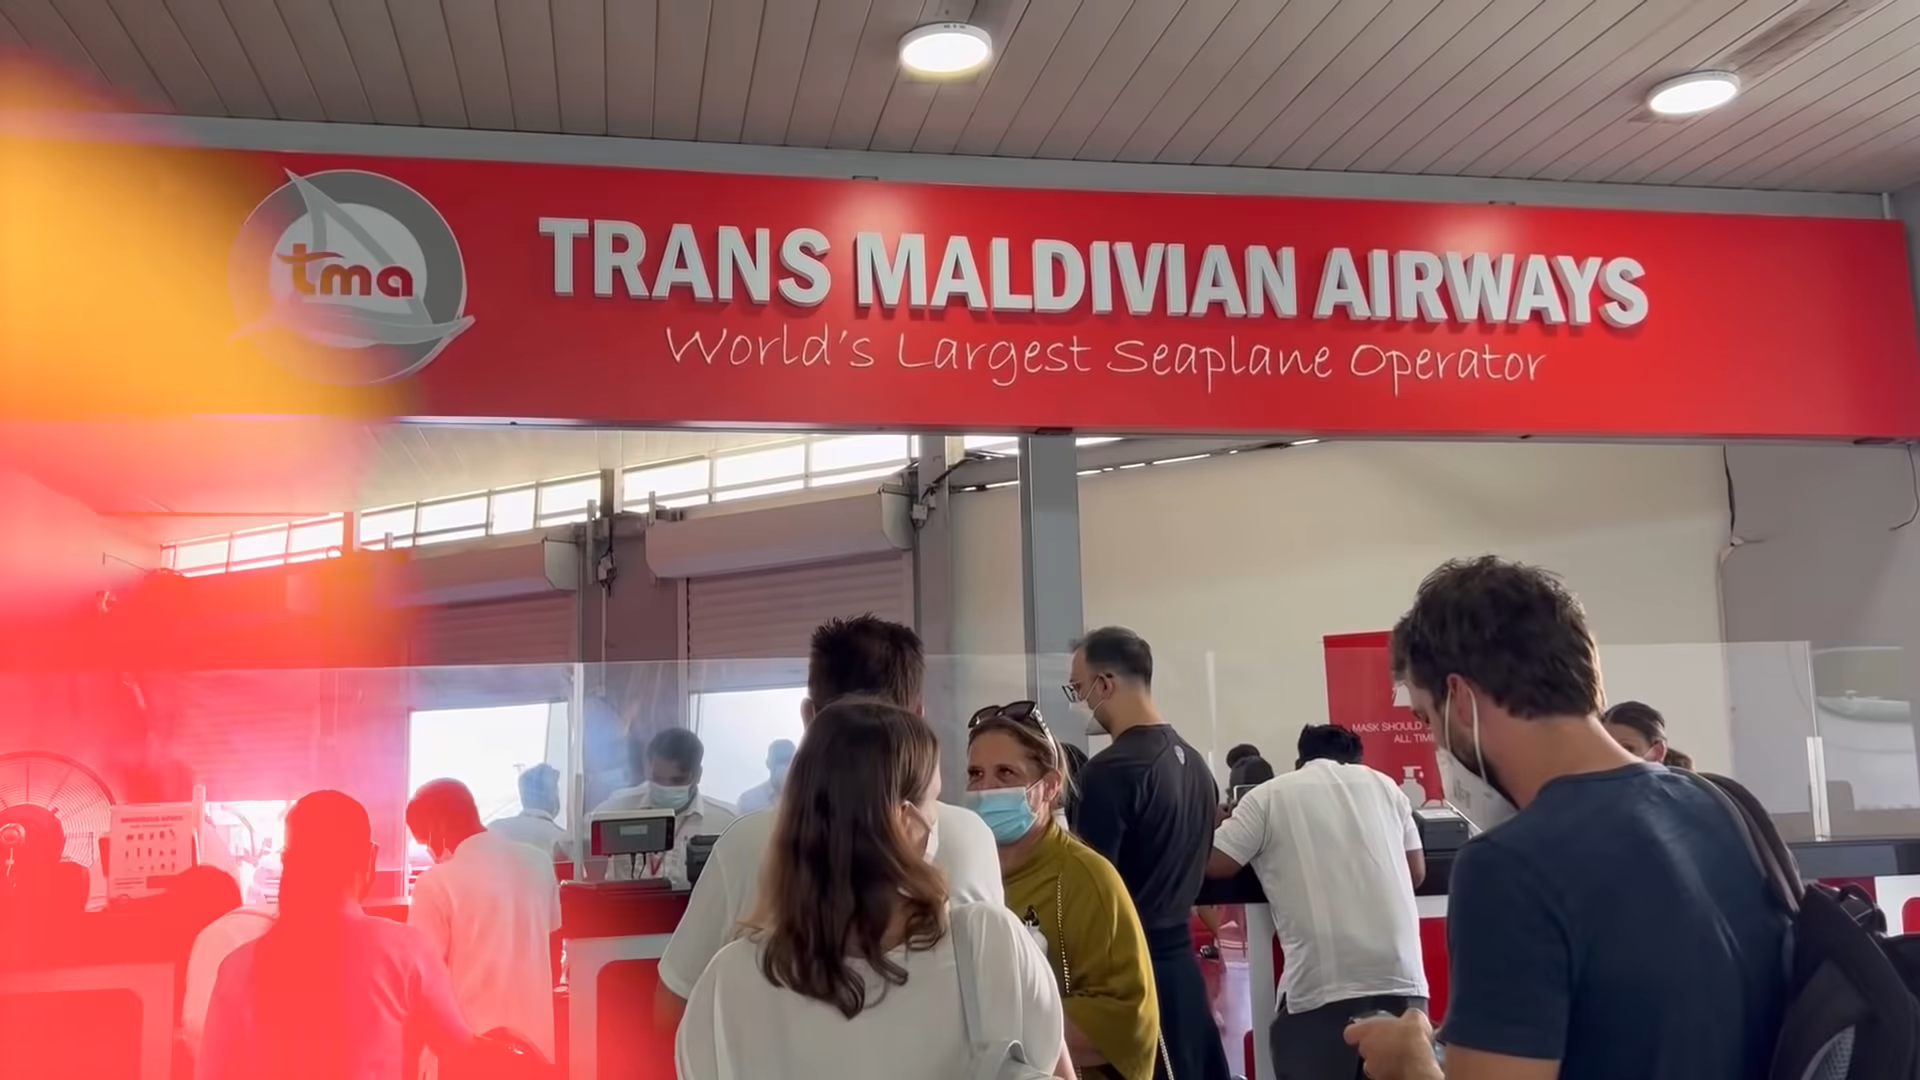 tma
TRANS MALDIVIAN AIRWAYS
World's Largest Seaplane Operator
MASK SHOULD
ALL TIM